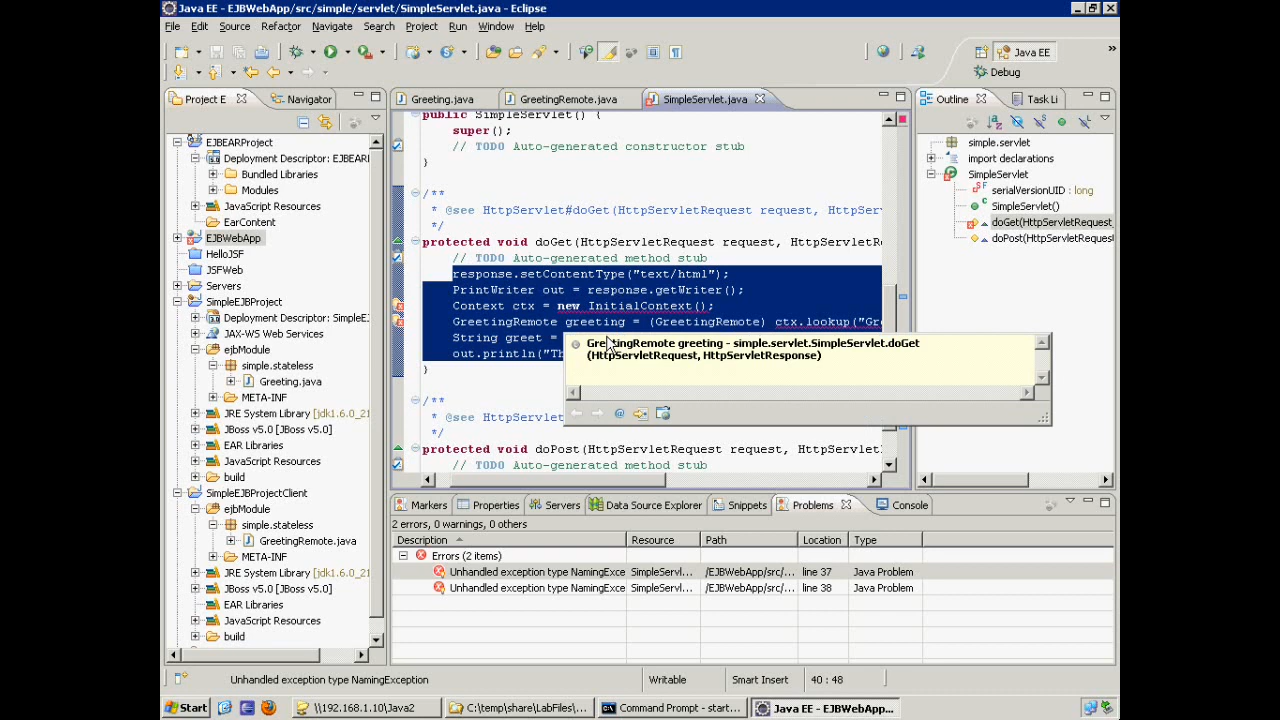 Java EE - EJBWebApp/src/simple/servlet/SimpleServlet.java - Eclipse
File Edit Source Refactor Navigate Search Project Run Window Help
Java EE
Debug
Project E
Navigator
Greeting.java
GreetingRemote.java
SimpleServlet.java
Outline
Task Li
EJBEARProject
Deployment Descriptor: EJBEAR
Bundled Libraries
Modules
JavaScript Resources
EarContent
EJBWebApp
HelloJSF
JSFWeb
Servers
SimpleEJBProject
Deployment Descriptor: SimpleE
JAX-WS Web Services
ejbModule
simple.stateless
Greeting.java
META-INF
JRE System Library [jdk1.6.0_21
JBoss v5.0 [JBoss v5.0]
EAR Libraries
JavaScript Resources
build
SimpleEJBProjectClient
ejbModule
simple.stateless
GreetingRemote.java
META-INF
JRE System Library [jdk1.6.0_21
JBoss v5.0 [JBoss v5.0]
EAR Libraries
JavaScript Resources
build
public SimpleServlet() {
super();
// TODO Auto-generated constructor stub
}
/**
* @see HttpServlet#doGet(HttpServletRequest request, HttpServ
*/
protected void doGet(HttpServletRequest request, HttpServletR
// TODO Auto-generated method stub
response.setContentType("text/html");
PrintWriter out = response.getWriter();
Context ctx = new InitialContext();
GreetingRemote greeting = (GreetingRemote) ctx.lookup("Gre
String greet =
out.println("Th
}
GreetingRemote greeting - simple.servlet.SimpleServlet.doGet
(HttpServletRequest, HttpServletResponse)
/**
* @see HttpServlet
*/
protected void doPost(HttpServletRequest request, HttpServlet
// TODO Auto-generated method stub
simple.servlet
import declarations
SimpleServlet
serialVersionUID : long
SimpleServlet()
doGet(HttpServletRequest
doPost(HttpServletRequest
Markers
Properties
Servers
Data Source Explorer
Snippets
Problems
Console
2 errors, 0 warnings, 0 others
Description Resource Path Location Type
Errors (2 items)
Unhandled exception type NamingExce SimpleServl... /EJBWebApp/src/... line 37 Java Problem
Unhandled exception type NamingExce SimpleServl... /EJBWebApp/src/... line 38 Java Problem
Unhandled exception type NamingException Writable Smart Insert 40 : 48
Start
\\192.168.1.10\Java2
C:\temp\share\LabFiles\...
Command Prompt - start...
Java EE - EJBWebApp...